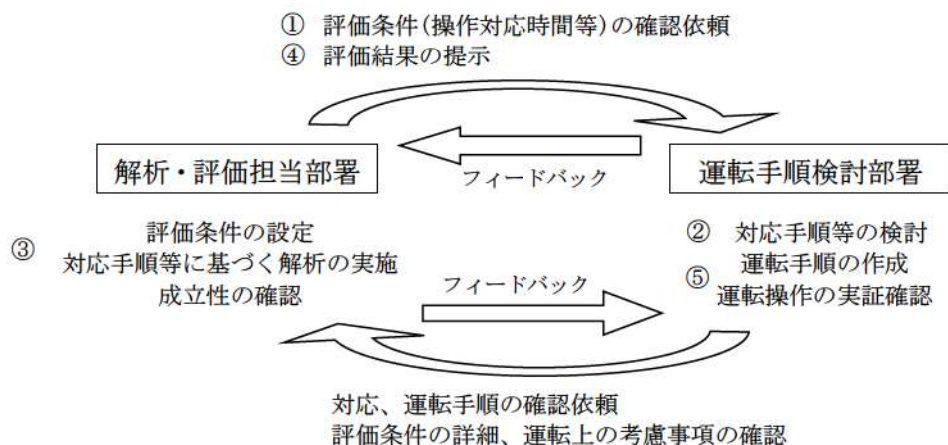 ① 評価条件(操作対応時間等)の確認依頼
④ 評価結果の提示
解析・評価担当部署
フィードバック
運転手順検討部署
③ 評価条件の設定
対応手順等に基づく解析の実施
成立性の確認
② 対応手順等の検討
⑤ 運転手順の作成
運転操作の実証確認
フィードバック
対応、運転手順の確認依頼
評価条件の詳細、運転上の考慮事項の確認